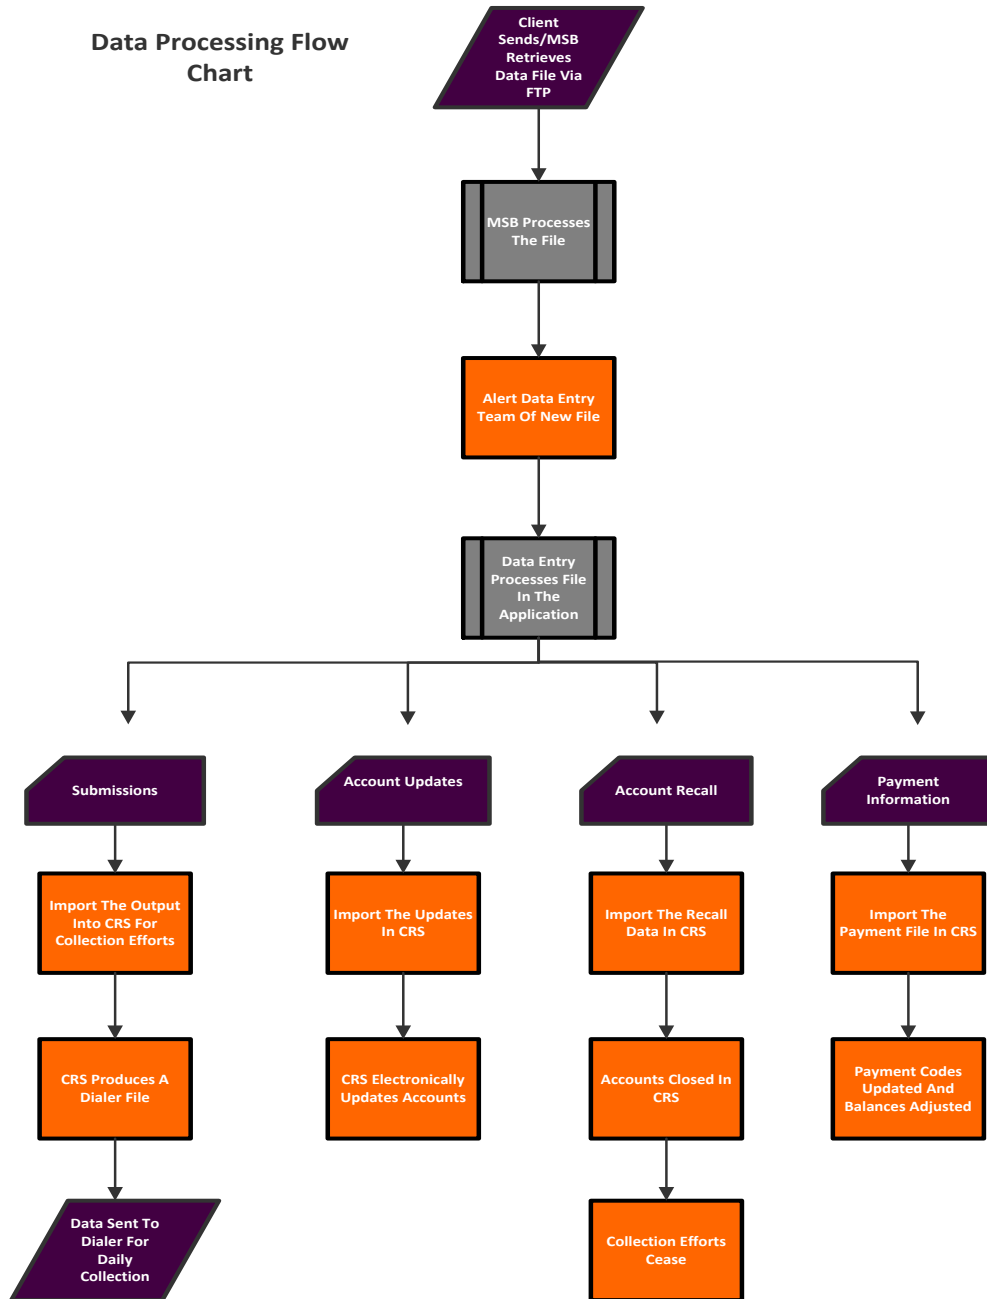 Data Processing Flow
Chart
Client
Sends/MSB
Retrieves
Data File Via
FTP
MSB Processes
The File
Alert Data Entry
Team Of New File
Data Entry
Processes File
In The
Application
Submissions
Account Updates
Account Recall
Payment
Information
Import The Output
Into CRS For
Collection Efforts
Import The Updates
In CRS
Import The Recall
Data In CRS
Import The
Payment File In CRS
CRS Produces A
Dialer File
CRS Electronically
Updates Accounts
Accounts Closed In
CRS
Payment Codes
Updated And
Balances Adjusted
Data Sent To
Dialer For
Daily
Collection
Collection Efforts
Cease